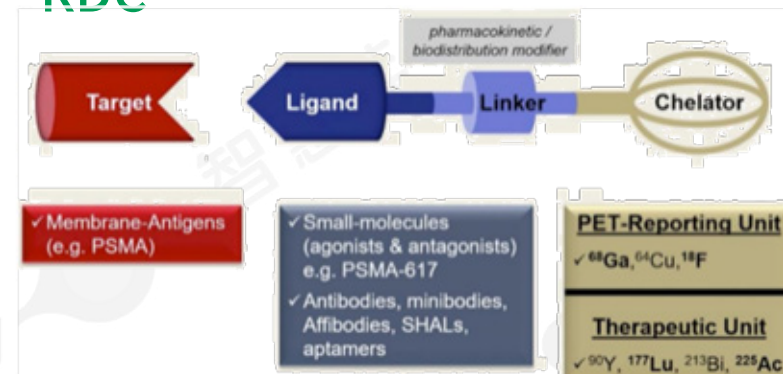 RDC
pharmacokinetic /
biodistribution modifier
Target
Ligand
Linker
Chelator
✓Membrane-Antigens
(e.g. PSMA)
✓Small-molecules
(agonists & antagonists)
e.g. PSMA-617
✓Antibodies, minibodies,
Affibodies, SHALs,
aptamers
PET-Reporting Unit
✓⁶⁸Ga,⁶⁴Cu,¹⁸F
Therapeutic Unit
✓⁹⁰Y, ¹⁷⁷Lu, ²¹³Bi, ²²⁵Ac